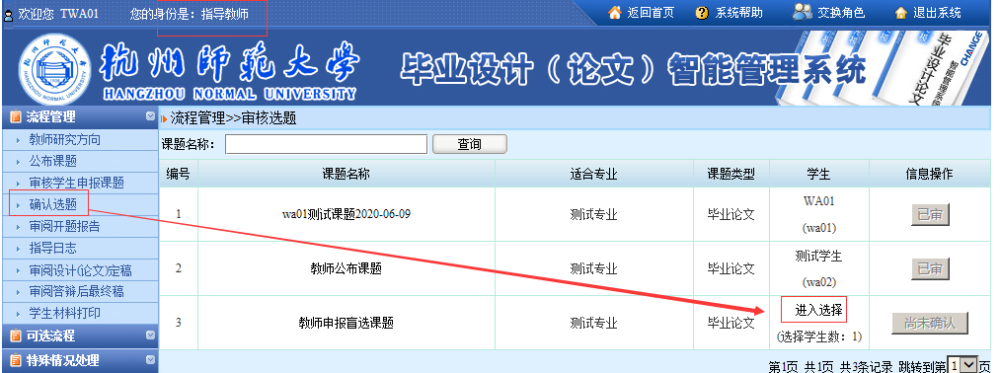 欢迎您 TWA01 您的身份是：指导教师 返回首页 系统帮助 交换角色 退出系统
杭州师范大学 毕业设计（论文）智能管理系统
HANGZHOU NORMAL UNIVERSITY
毕业设计论文
智能管理系统
CHANGE
流程管理
教师研究方向
公布课题
审核学生申报课题
确认选题
审阅开题报告
指导日志
审阅设计(论文)定稿
审阅答辩后最终稿
学生材料打印
可选流程
特殊情况处理
流程管理>>审核选题
课题名称： 查询
编号 课题名称 适合专业 课题类型 学生 信息操作
1 wa01测试课题2020-06-09 测试专业 毕业论文 WA01 (wa01) 已审
2 教师公布课题 测试专业 毕业论文 测试学生 (wa02) 已审
3 教师申报盲选课题 测试专业 毕业论文 进入选择 (选择学生数：1) 尚未确认
第1页 共1页 共3条记录 跳转到第 1 页